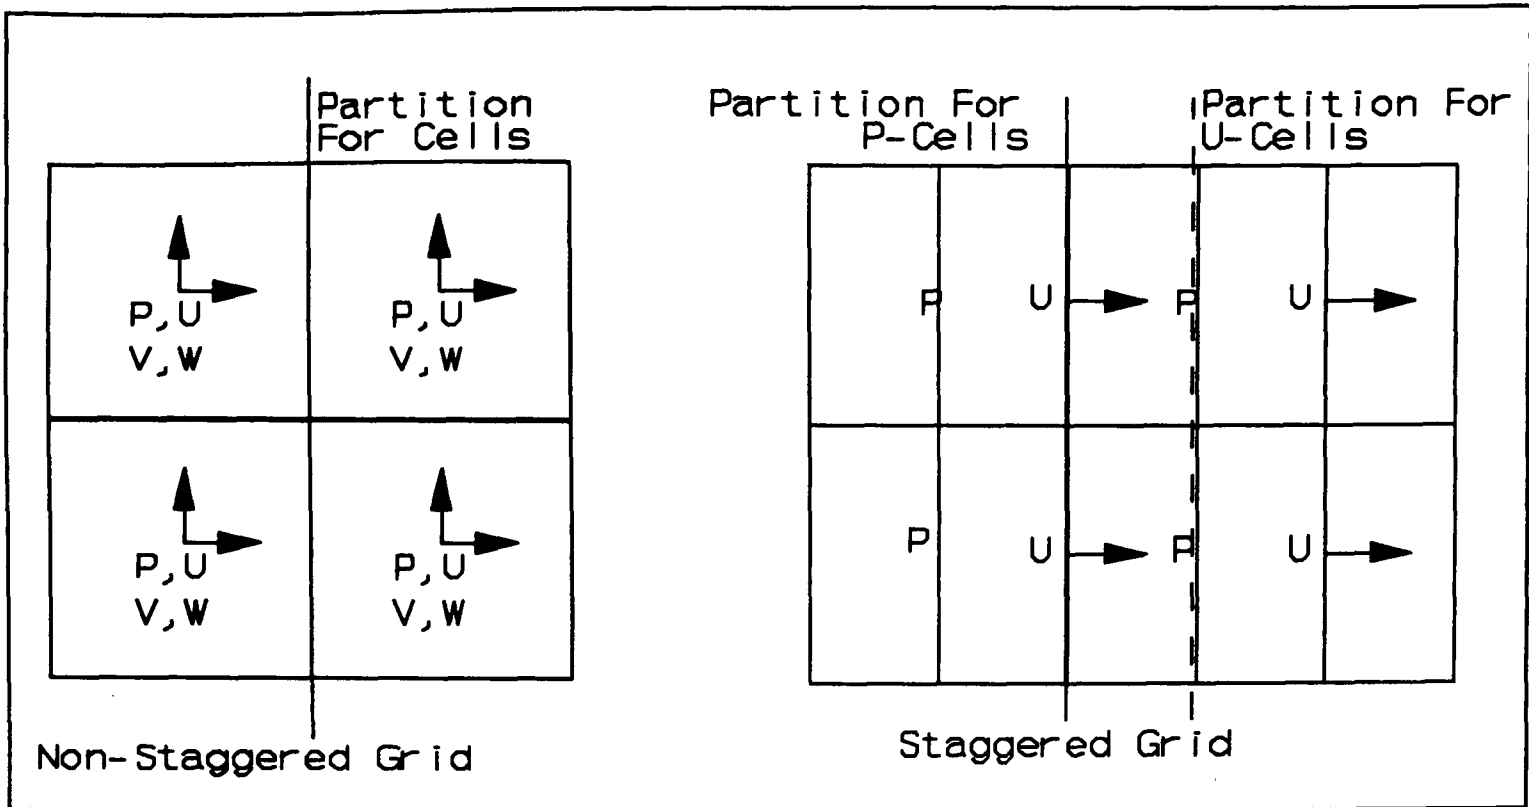 Partition
For Cells
P,U
V,W
P,U
V,W
P,U
V,W
P,U
V,W
Non-Staggered Grid
Partition For
P-Cells
Partition For
U-Cells
P
U
P
U
P
U
P
U
Staggered Grid